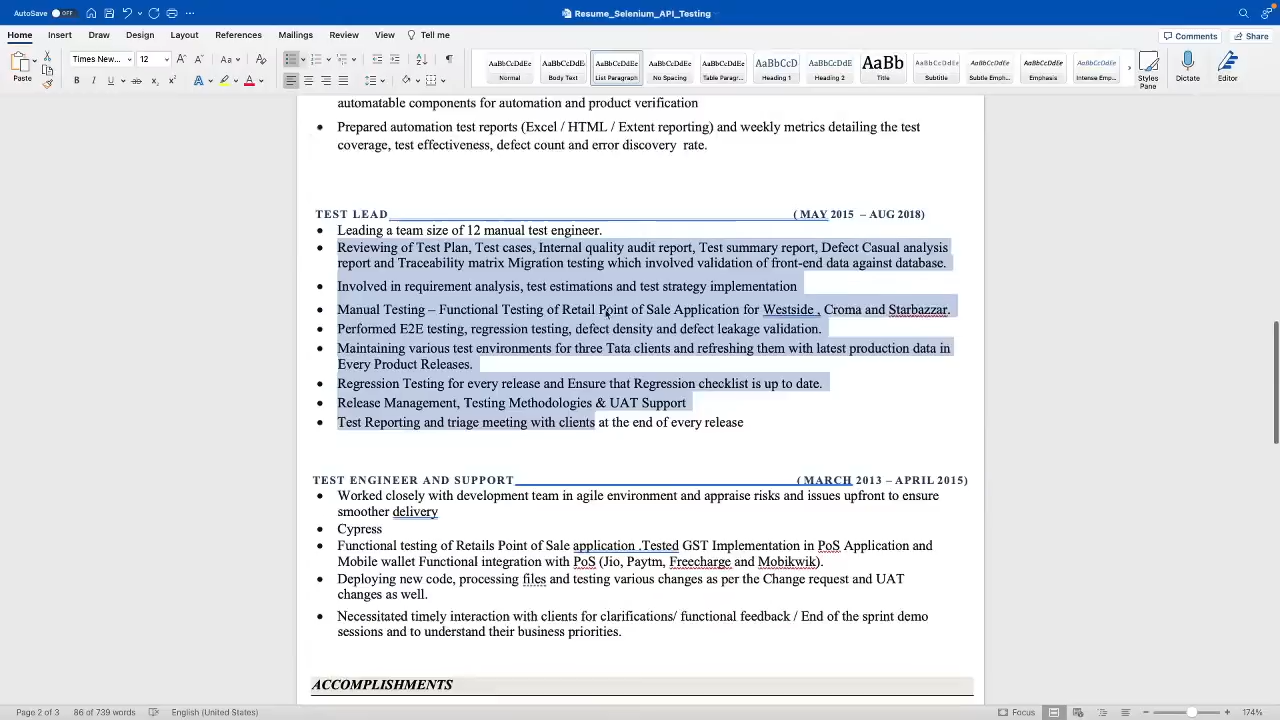 AutoSave OFF Resume_Selenium_API_Testing
Home Insert Draw Design Layout References Mailings Review View Tell me Comments Share
Paste Times New... 12 Aa
B I U ab x x A A
AaBbCcDdEe AaBbCcDdEe AaBbCcDdEe AaBbCcDdEe AaBbCcDdEe AaBbCcD AaBbCcDdE AaBb AaBbCcDdEe AaBbCcDdEe AaBbCcDdEe AaBbCcDdEe
Normal Body Text List Paragraph No Spacing Table Paragr... Heading 1 Heading 2 Title Subtitle Subtle Emph... Emphasis Intense Emp... Styles Pane Dictate Editor
automatable components for automation and product verification
• Prepared automation test reports (Excel / HTML / Extent reporting) and weekly metrics detailing the test
coverage, test effectiveness, defect count and error discovery rate.
TEST LEAD ( MAY 2015 – AUG 2018)
• Leading a team size of 12 manual test engineer.
• Reviewing of Test Plan, Test cases, Internal quality audit report, Test summary report, Defect Casual analysis
report and Traceability matrix Migration testing which involved validation of front-end data against database.
• Involved in requirement analysis, test estimations and test strategy implementation
• Manual Testing – Functional Testing of Retail Point of Sale Application for Westside , Croma and Starbazzar.
• Performed E2E testing, regression testing, defect density and defect leakage validation.
• Maintaining various test environments for three Tata clients and refreshing them with latest production data in
Every Product Releases.
• Regression Testing for every release and Ensure that Regression checklist is up to date.
• Release Management, Testing Methodologies & UAT Support
• Test Reporting and triage meeting with clients at the end of every release
TEST ENGINEER AND SUPPORT ( MARCH 2013 – APRIL 2015)
• Worked closely with development team in agile environment and appraise risks and issues upfront to ensure
smoother delivery
• Cypress
• Functional testing of Retails Point of Sale application .Tested GST Implementation in PoS Application and
Mobile wallet Functional integration with PoS (Jio, Paytm, Freecharge and Mobikwik).
• Deploying new code, processing files and testing various changes as per the Change request and UAT
changes as well.
• Necessitated timely interaction with clients for clarifications/ functional feedback / End of the sprint demo
sessions and to understand their business priorities.
ACCOMPLISHMENTS
Page 2 of 3 86 of 739 words English (United States) Focus 174%